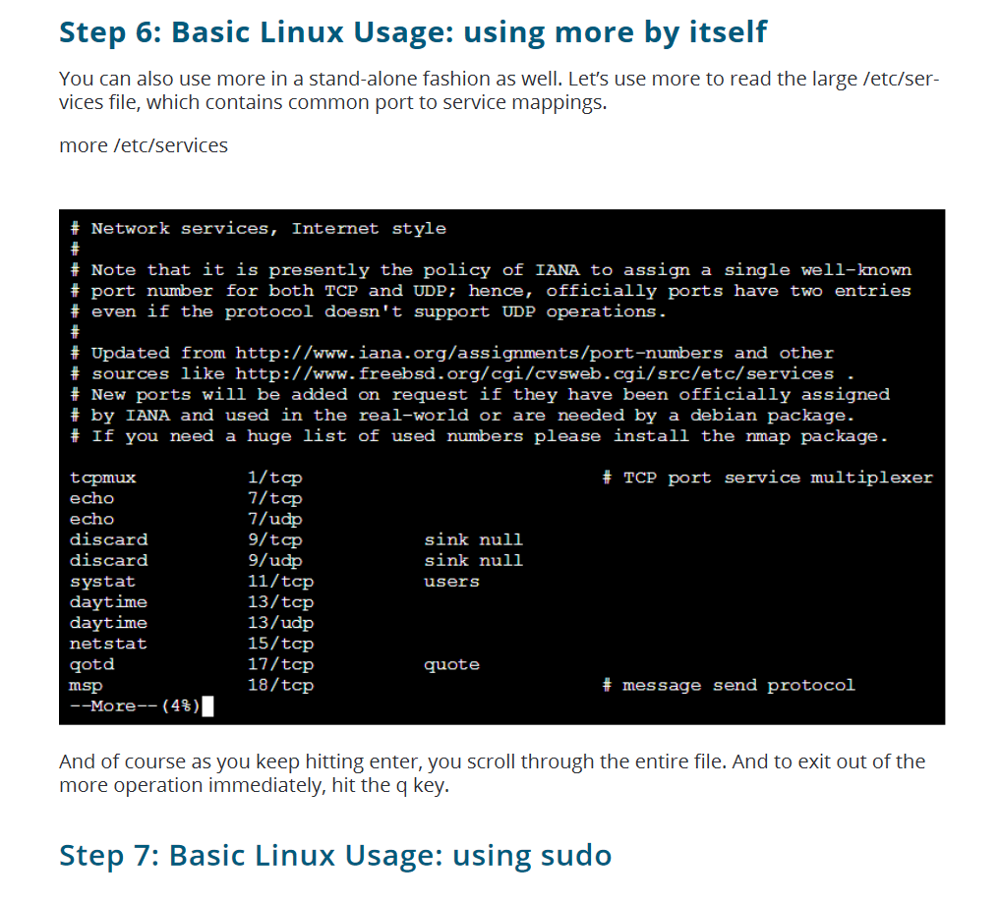 Step 6: Basic Linux Usage: using more by itself
You can also use more in a stand-alone fashion as well. Let’s use more to read the large /etc/ser-
vices file, which contains common port to service mappings.
more /etc/services
# Network services, Internet style
#
# Note that it is presently the policy of IANA to assign a single well-known
# port number for both TCP and UDP; hence, officially ports have two entries
# even if the protocol doesn't support UDP operations.
#
# Updated from http://www.iana.org/assignments/port-numbers and other
# sources like http://www.freebsd.org/cgi/cvsweb.cgi/src/etc/services .
# New ports will be added on request if they have been officially assigned
# by IANA and used in the real-world or are needed by a debian package.
# If you need a huge list of used numbers please install the nmap package.
tcpmux 1/tcp # TCP port service multiplexer
echo 7/tcp
echo 7/udp
discard 9/tcp sink null
discard 9/udp sink null
systat 11/tcp users
daytime 13/tcp
daytime 13/udp
netstat 15/tcp
qotd 17/tcp quote
msp 18/tcp # message send protocol
--More--(4%)
And of course as you keep hitting enter, you scroll through the entire file. And to exit out of the
more operation immediately, hit the q key.
Step 7: Basic Linux Usage: using sudo